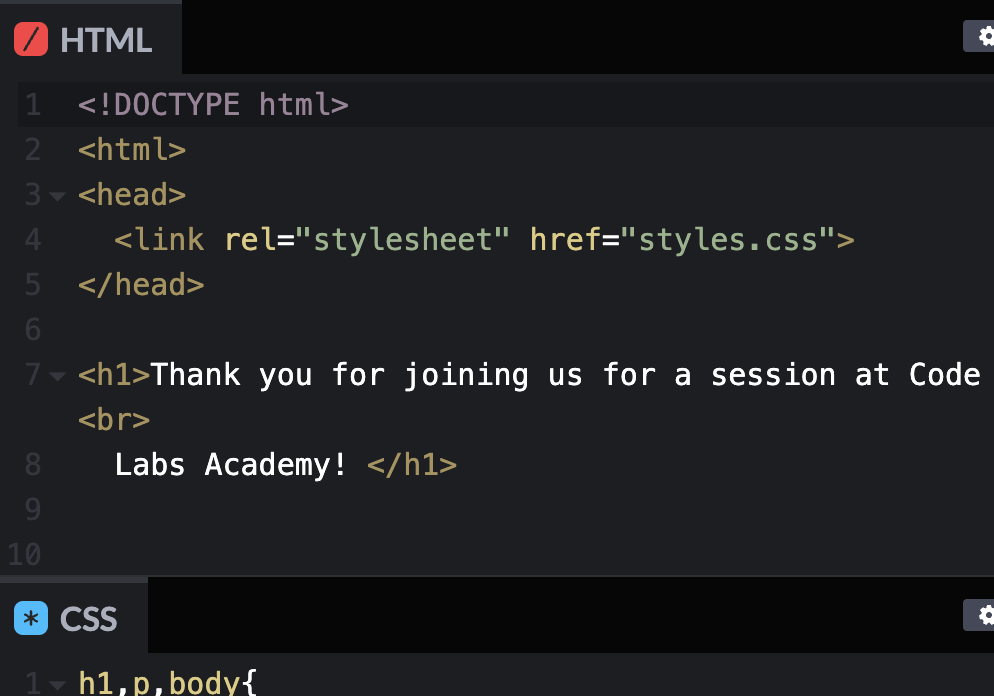 HTML
1 <!DOCTYPE html>
2 <html>
3 <head>
4 <link rel="stylesheet" href="styles.css">
5 </head>
6
7 <h1>Thank you for joining us for a session at Code
<br>
8 Labs Academy! </h1>
9
10
CSS
1 h1,p,body{